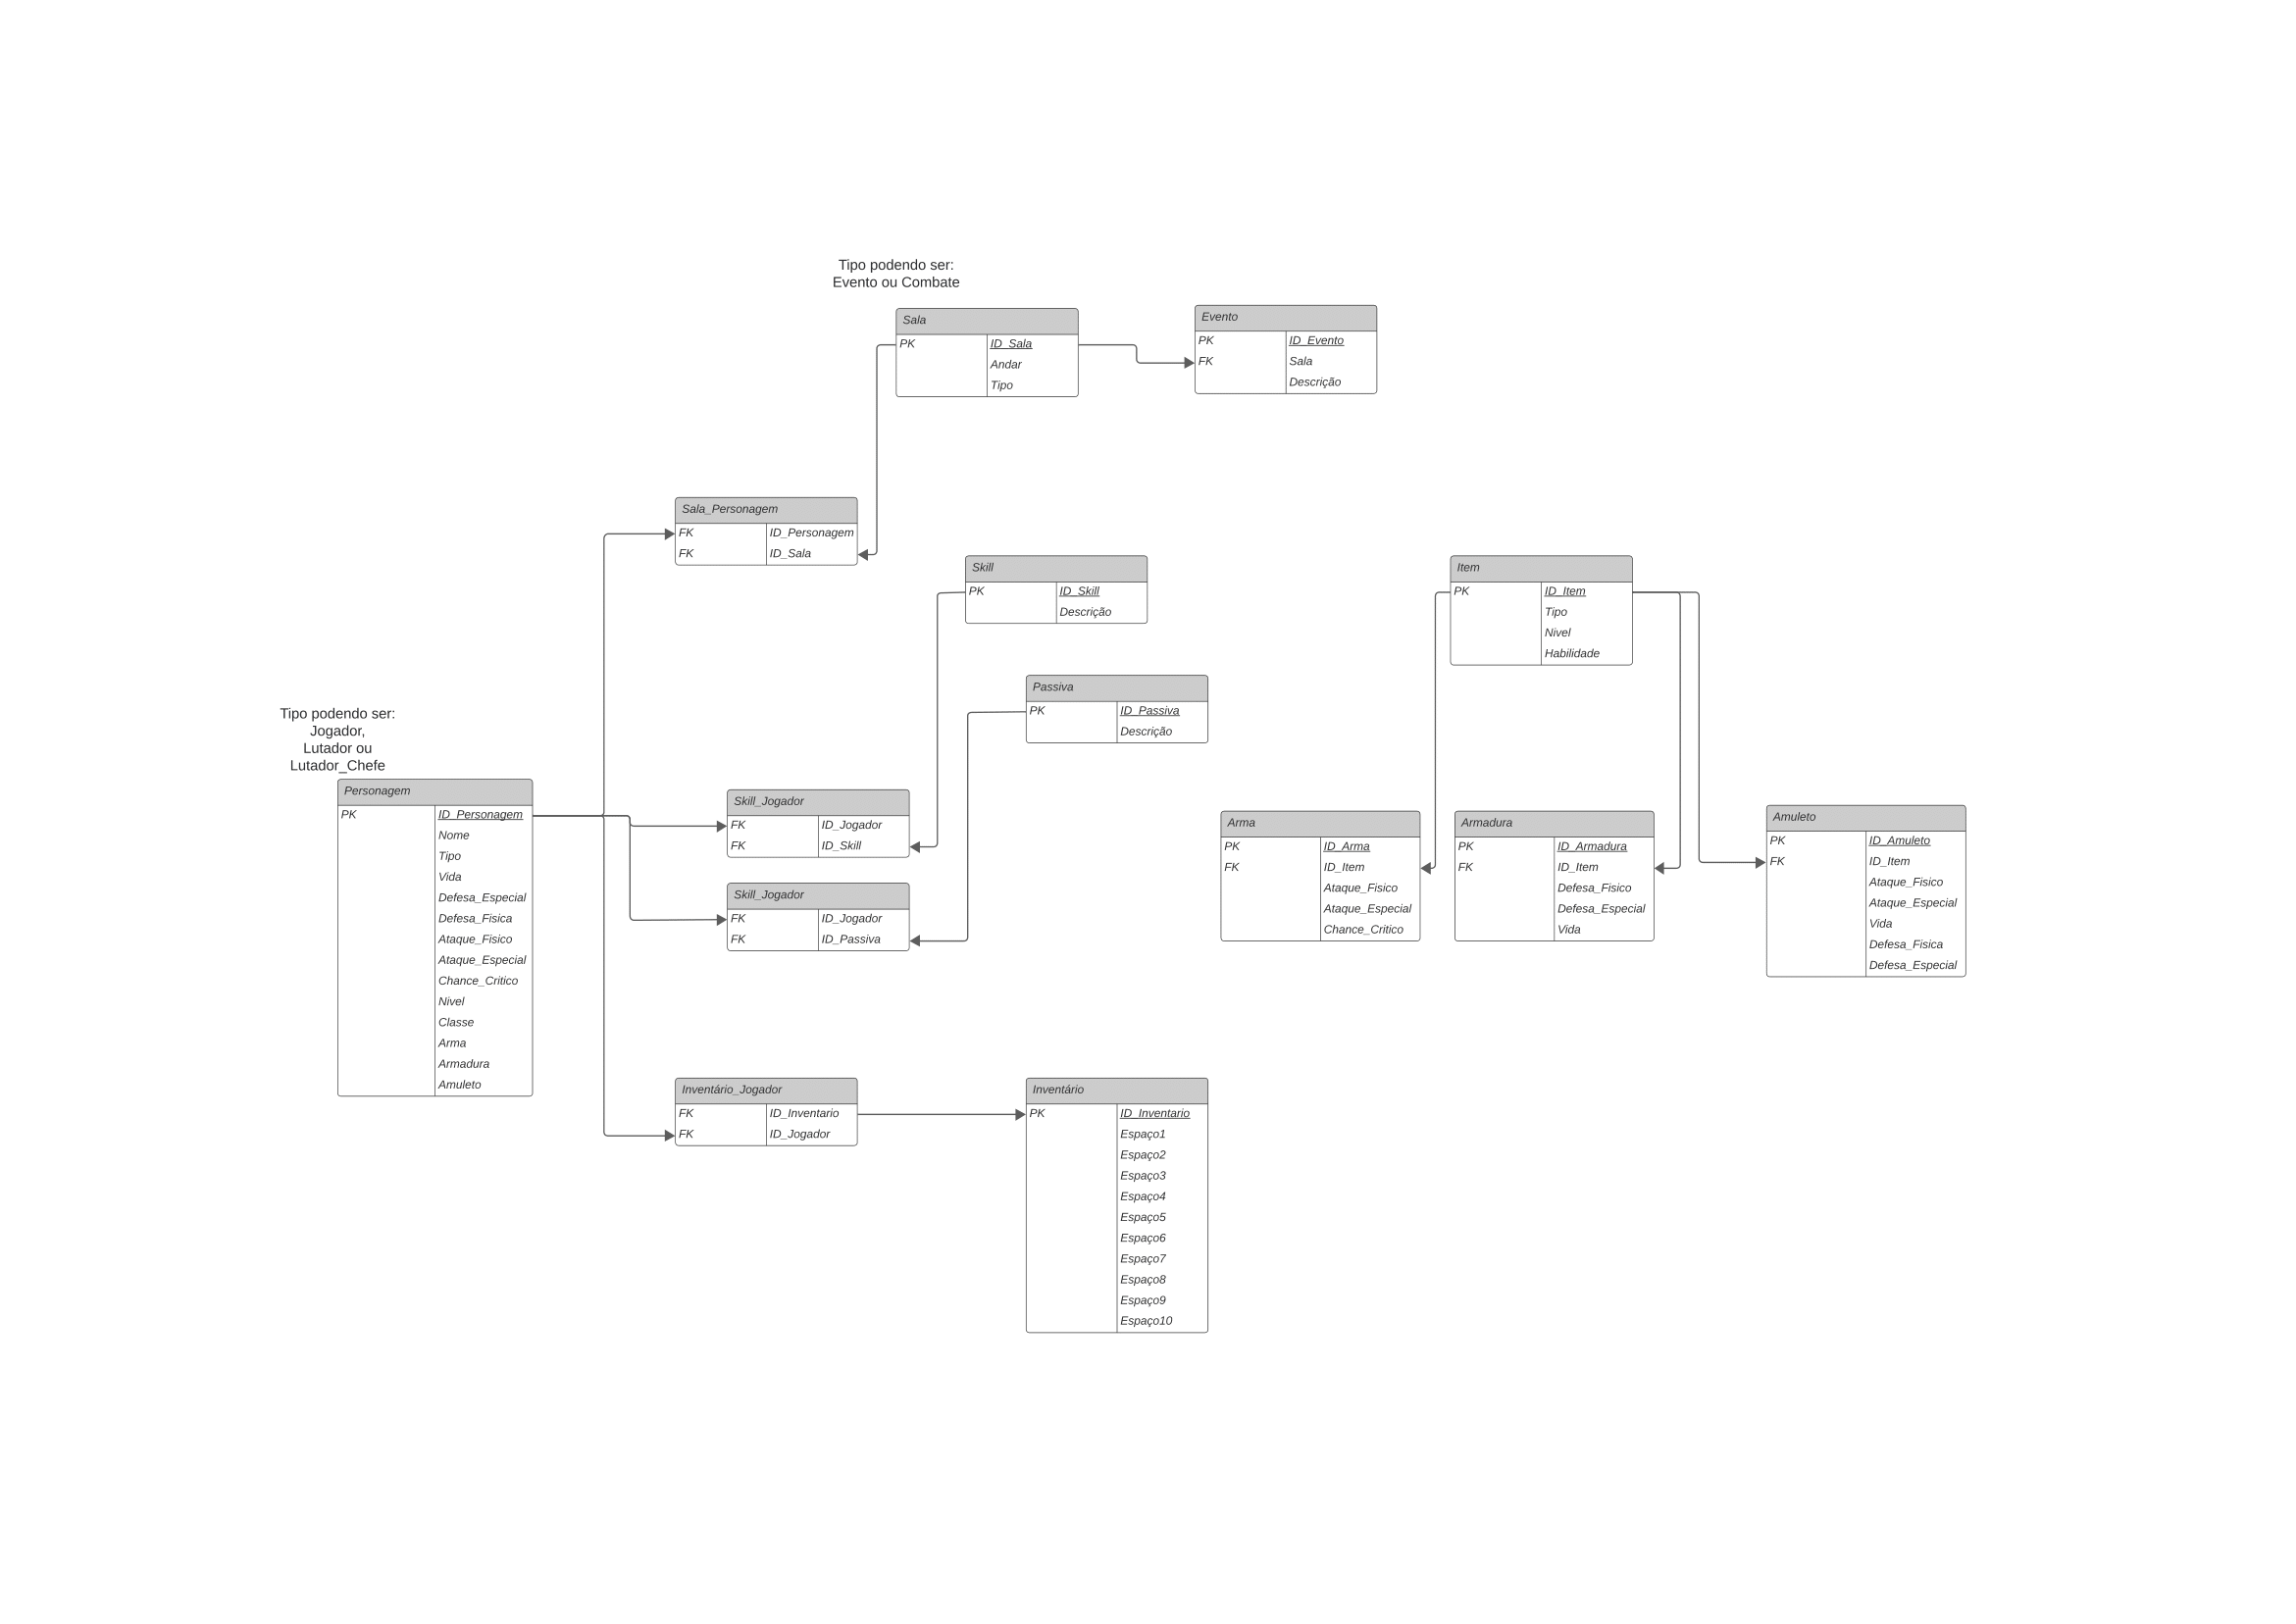 Tipo podendo ser:
Evento ou Combate
Sala
PK ID_Sala
Andar
Tipo
Evento
PK ID_Evento
FK Sala
Descrição
Sala_Personagem
FK ID_Personagem
FK ID_Sala
Skill
PK ID_Skill
Descrição
Item
PK ID_Item
Tipo
Nivel
Habilidade
Passiva
PK ID_Passiva
Descrição
Tipo podendo ser:
Jogador,
Lutador ou
Lutador_Chefe
Personagem
PK ID_Personagem
Nome
Tipo
Vida
Defesa_Especial
Defesa_Fisica
Ataque_Fisico
Ataque_Especial
Chance_Critico
Nivel
Classe
Arma
Armadura
Amuleto
Skill_Jogador
FK ID_Jogador
FK ID_Skill
Skill_Jogador
FK ID_Jogador
FK ID_Passiva
Arma
PK ID_Arma
FK ID_Item
Ataque_Fisico
Ataque_Especial
Chance_Critico
Armadura
PK ID_Armadura
FK ID_Item
Defesa_Fisico
Defesa_Especial
Vida
Amuleto
PK ID_Amuleto
FK ID_Item
Ataque_Fisico
Ataque_Especial
Vida
Defesa_Fisica
Defesa_Especial
Inventário_Jogador
FK ID_Inventario
FK ID_Jogador
Inventário
PK ID_Inventario
Espaço1
Espaço2
Espaço3
Espaço4
Espaço5
Espaço6
Espaço7
Espaço8
Espaço9
Espaço10